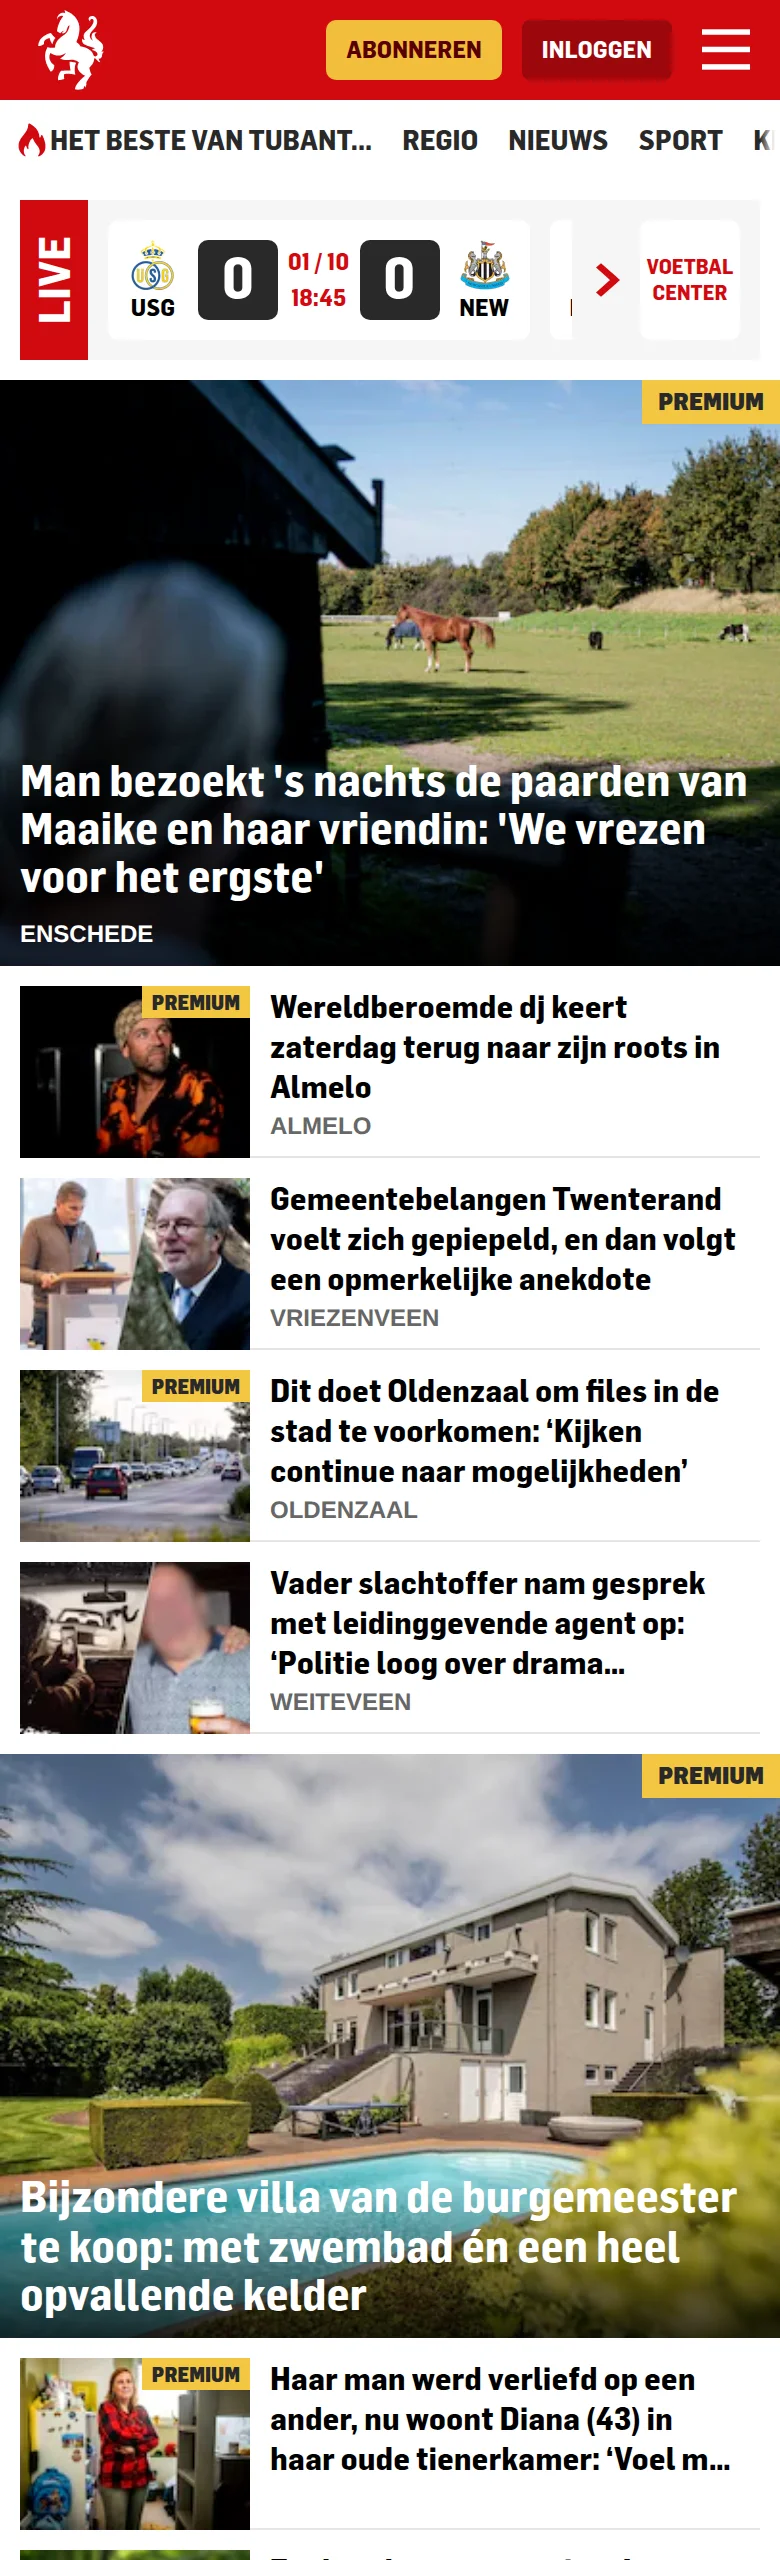 ABONNEREN
INLOGGEN
HET BESTE VAN TUBANT...
REGIO
NIEUWS
SPORT
LIVE
USG
0
01 / 10
18:45
0
NEW
VOETBAL
CENTER
PREMIUM
Man bezoekt 's nachts de paarden van
Maaike en haar vriendin: 'We vrezen
voor het ergste'
ENSCHEDE
PREMIUM
Wereldberoemde dj keert
zaterdag terug naar zijn roots in
Almelo
ALMELO
Gemeentebelangen Twenterand
voelt zich gepiepeld, en dan volgt
een opmerkelijke anekdote
VRIEZENVEEN
PREMIUM
Dit doet Oldenzaal om files in de
stad te voorkomen: ‘Kijken
continue naar mogelijkheden’
OLDENZAAL
Vader slachtoffer nam gesprek
met leidinggevende agent op:
‘Politie loog over drama...
WEITEVEEN
PREMIUM
Bijzondere villa van de burgemeester
te koop: met zwembad én een heel
opvallende kelder
PREMIUM
Haar man werd verliefd op een
ander, nu woont Diana (43) in
haar oude tienerkamer: ‘Voel m...